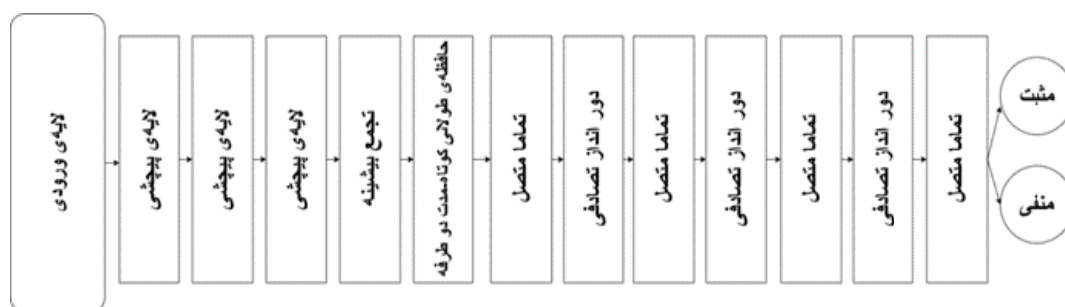 لایه‌ی ورودی
لایه‌ی پیچشی
لایه‌ی پیچشی
لایه‌ی پیچشی
تجمع بیشینه
حافظه‌ی طولانی کوتاه‌مدت دو طرفه
تماما متصل
دور انداز تصادفی
تماما متصل
دور انداز تصادفی
تماما متصل
دور انداز تصادفی
تماما متصل
مثبت
منفی